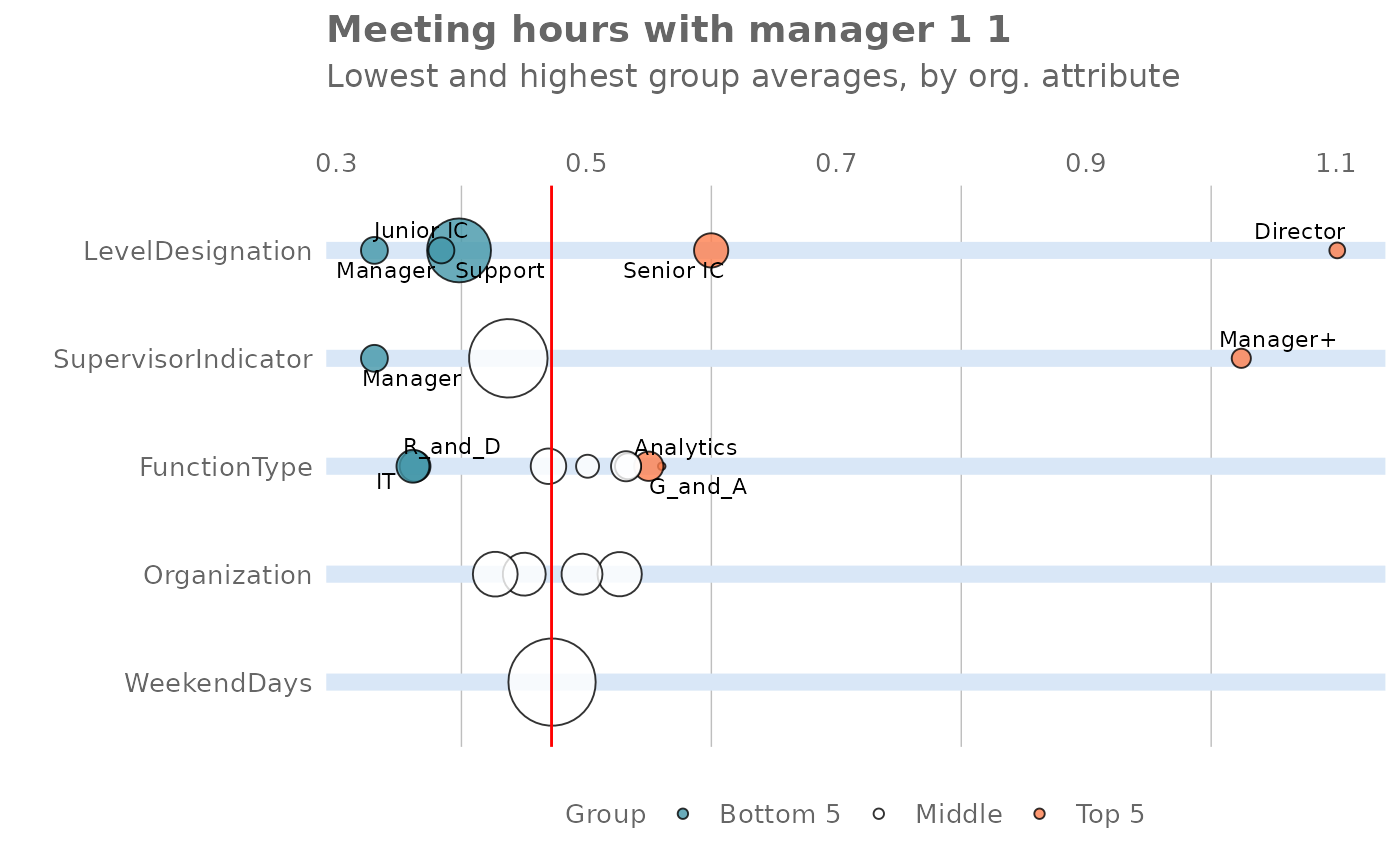 Meeting hours with manager 1 1
Lowest and highest group averages, by org. attribute
0.3 0.5 0.7 0.9 1.1
LevelDesignation
Junior IC
Manager
Support
Senior IC
Director
SupervisorIndicator
Manager
Manager+
FunctionType
R_and_D
IT
Analytics
G_and_A
Organization
WeekendDays
Group Bottom 5 Middle Top 5